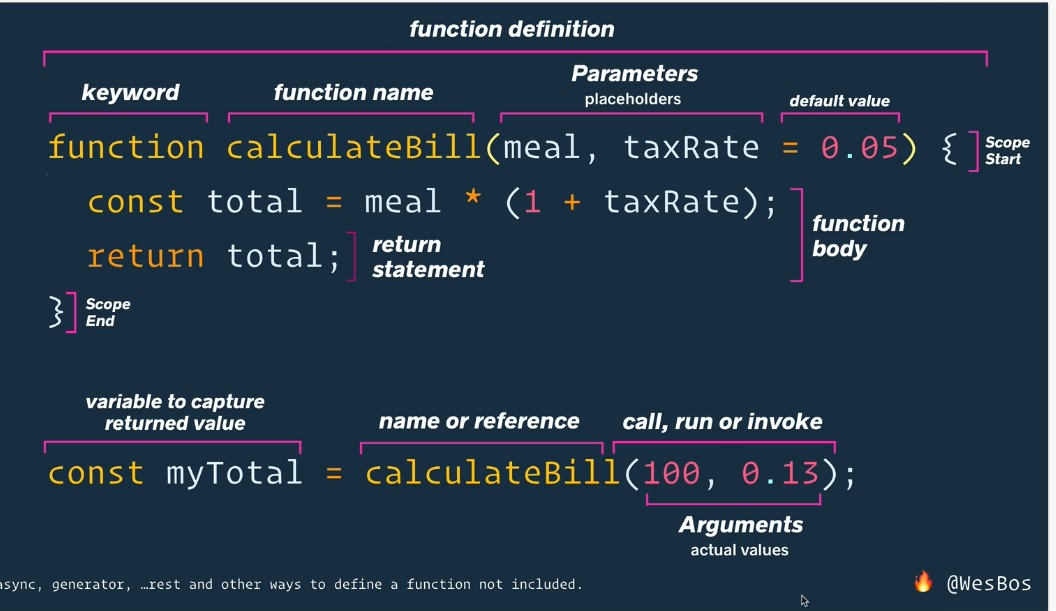 function definition
keyword
function name
Parameters
placeholders
default value
function calculateBill(meal, taxRate = 0.05) {
Scope
Start
const total = meal * (1 + taxRate);
function
body
return total;
return
statement
}
Scope
End
variable to capture
returned value
name or reference
call, run or invoke
const myTotal = calculateBill(100, 0.13);
Arguments
actual values
async, generator, …rest and other ways to define a function not included.
🔥 @WesBos